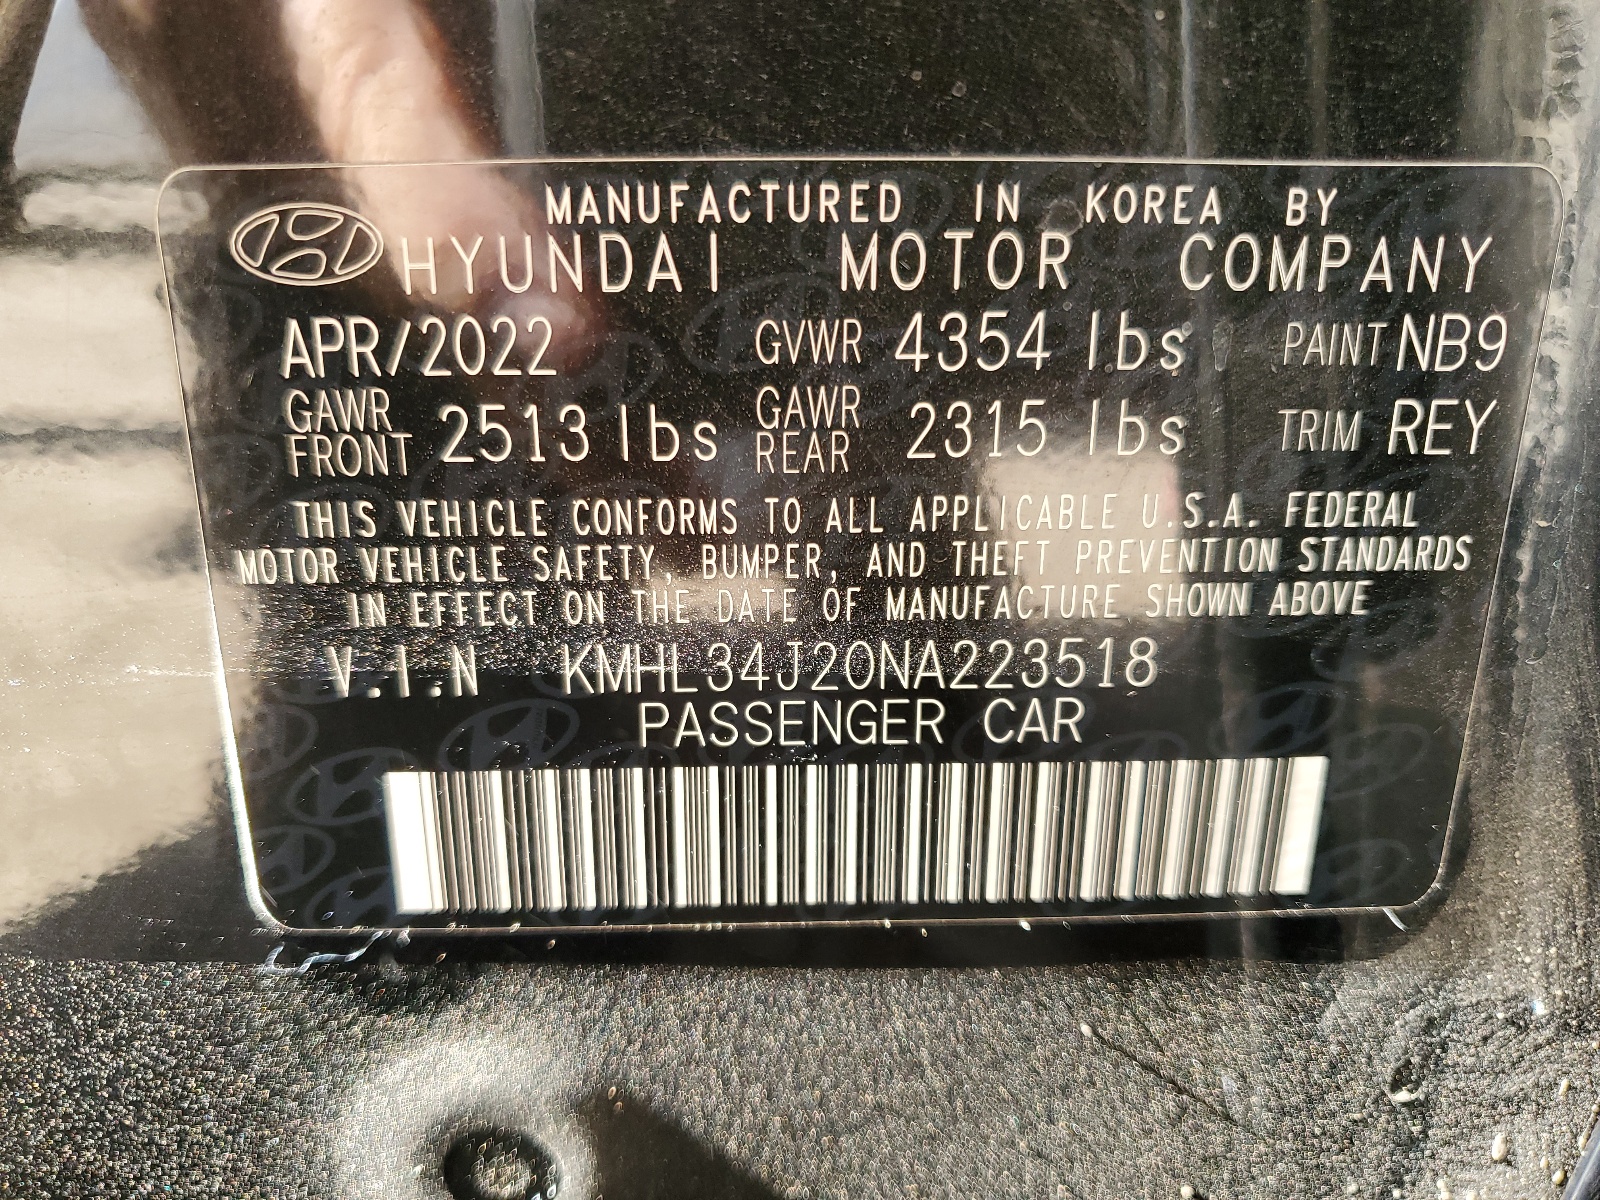 MANUFACTURED IN KOREA BY
HYUNDAI MOTOR COMPANY
APR/2022 GVWR 4354 lbs PAINT NB9
GAWR FRONT 2513 lbs GAWR REAR 2315 lbs TRIM REY
THIS VEHICLE CONFORMS TO ALL APPLICABLE U.S.A. FEDERAL
MOTOR VEHICLE SAFETY, BUMPER, AND THEFT PREVENTION STANDARDS
IN EFFECT ON THE DATE OF MANUFACTURE SHOWN ABOVE
V.I.N KMHL34J20NA223518
PASSENGER CAR